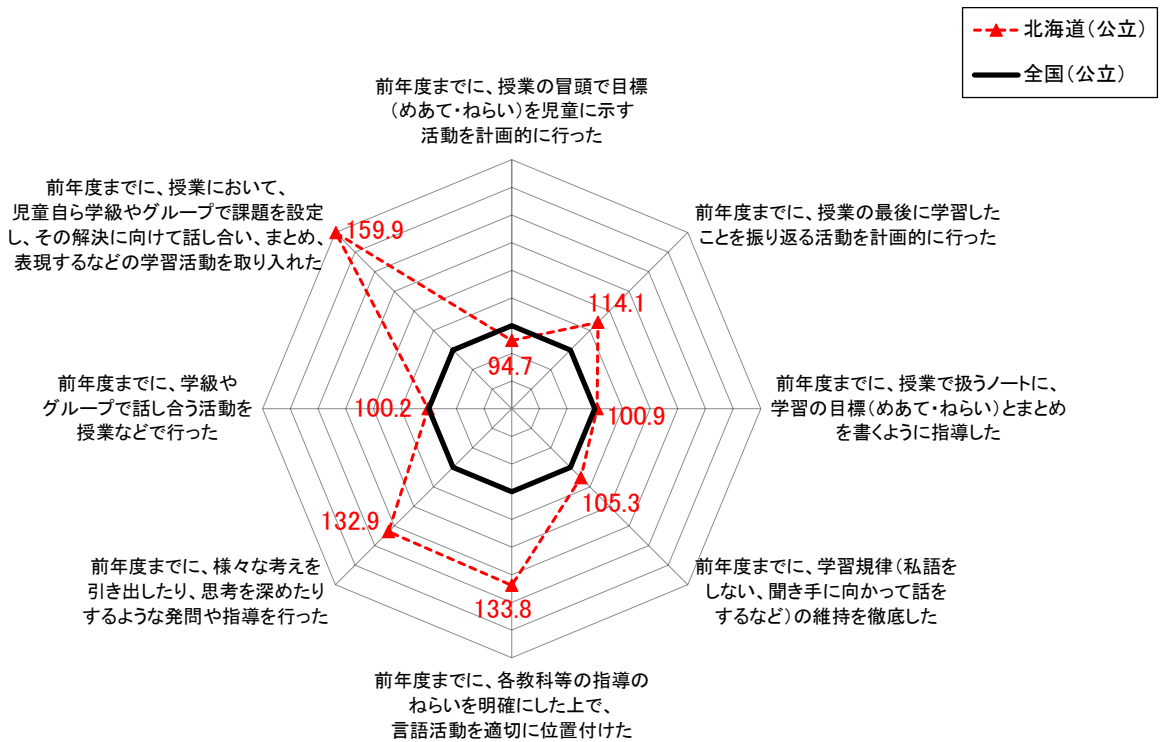 北海道(公立)
全国(公立)
前年度までに、授業の冒頭で目標
(めあて・ねらい)を児童に示す
活動を計画的に行った
前年度までに、授業の最後に学習した
ことを振り返る活動を計画的に行った
前年度までに、授業で扱うノートに、
学習の目標(めあて・ねらい)とまとめ
を書くように指導した
前年度までに、学習規律(私語を
しない、聞き手に向かって話を
するなど)の維持を徹底した
前年度までに、各教科等の指導の
ねらいを明確にした上で、
言語活動を適切に位置付けた
前年度までに、様々な考えを
引き出したり、思考を深めたり
するような発問や指導を行った
前年度までに、学級や
グループで話し合う活動を
授業などで行った
前年度までに、授業において、
児童自ら学級やグループで課題を設定
し、その解決に向けて話し合い、まとめ、
表現するなどの学習活動を取り入れた
94.7
114.1
100.9
105.3
133.8
132.9
100.2
159.9